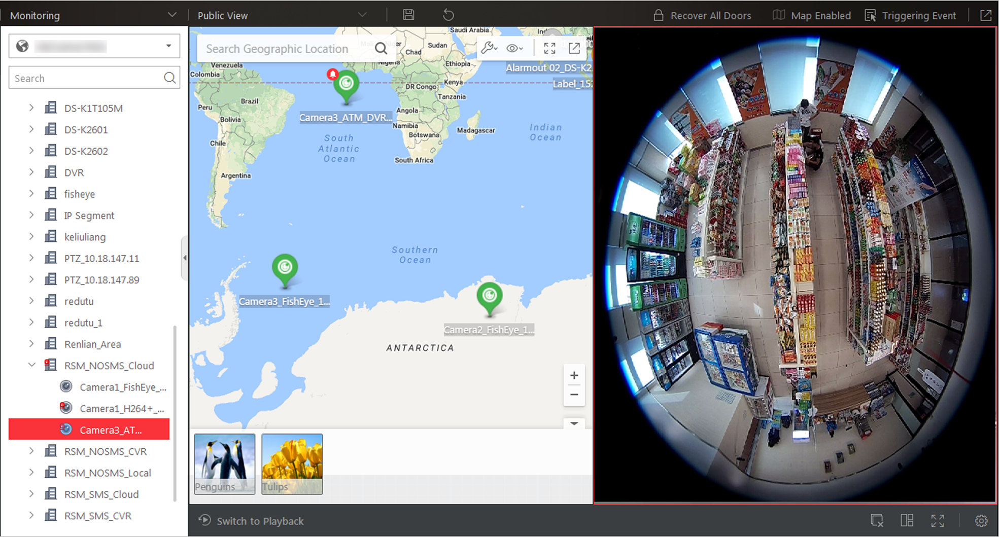 Monitoring
Public View
Recover All Doors
Map Enabled
Triggering Event
Search
DS-K1T105M
DS-K2601
DS-K2602
DVR
fisheye
IP Segment
keliuliang
PTZ_10.18.147.11
PTZ_10.18.147.89
redutu
redutu_1
Renlian_Area
RSM_NOSMS_Cloud
Camera1_FishEye_...
Camera1_H264+_...
Camera3_AT...
RSM_NOSMS_CVR
RSM_NOSMS_Local
RSM_SMS_Cloud
RSM_SMS_CVR
Search Geographic Location
Saudi Arabia
Chad
Sudan
Nigeria
Ethiopia
Alarmout 02_DS-K2
Venezuela
Colombia
Kenya
Label_152
DR Congo
Tanzania
Brazil
Peru
Angola
Camera3_ATM_DVR...
Bolivia
Namibia
Madagascar
Indian
Ocean
Botswana
South
Atlantic
Ocean
Chile
South Africa
Argentina
Southern
Ocean
Camera3_FishEye_1...
Camera2_FishEye_1...
ANTARCTICA
+
−
Penguins
Tulips
Switch to Playback